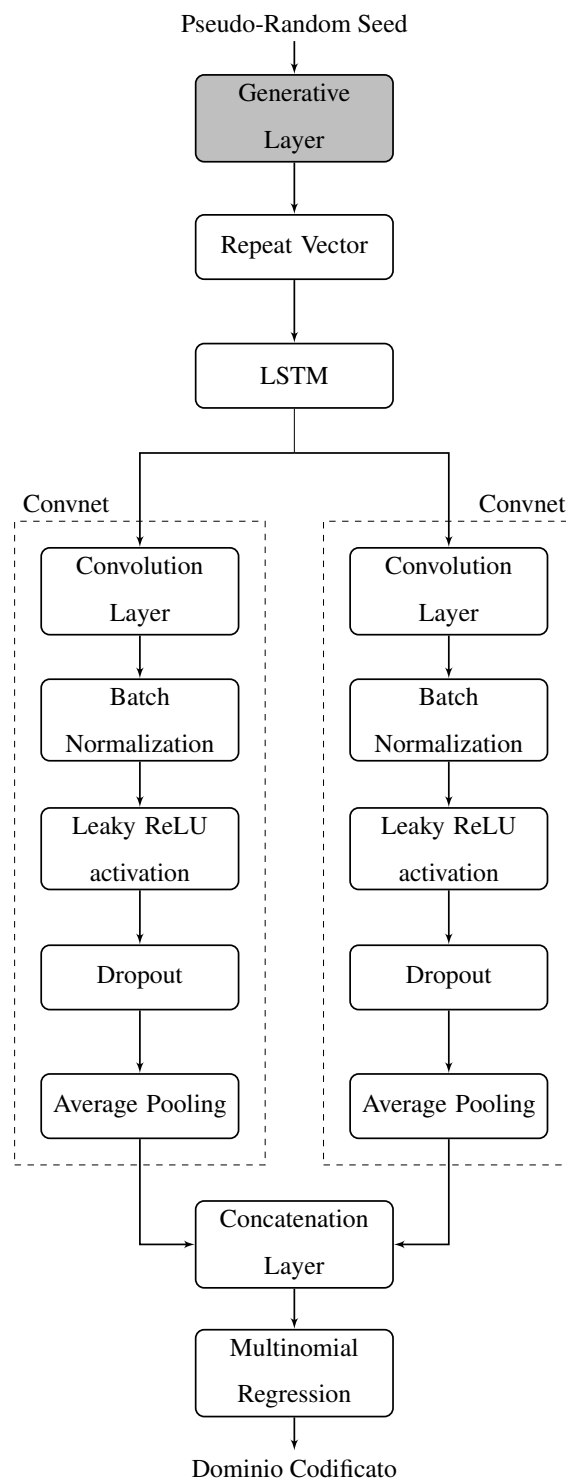 Pseudo-Random Seed
Generative
Layer
Repeat Vector
LSTM
Convnet
Convolution
Layer
Batch
Normalization
Leaky ReLU
activation
Dropout
Average Pooling
Convnet
Convolution
Layer
Batch
Normalization
Leaky ReLU
activation
Dropout
Average Pooling
Concatenation
Layer
Multinomial
Regression
Dominio Codificato